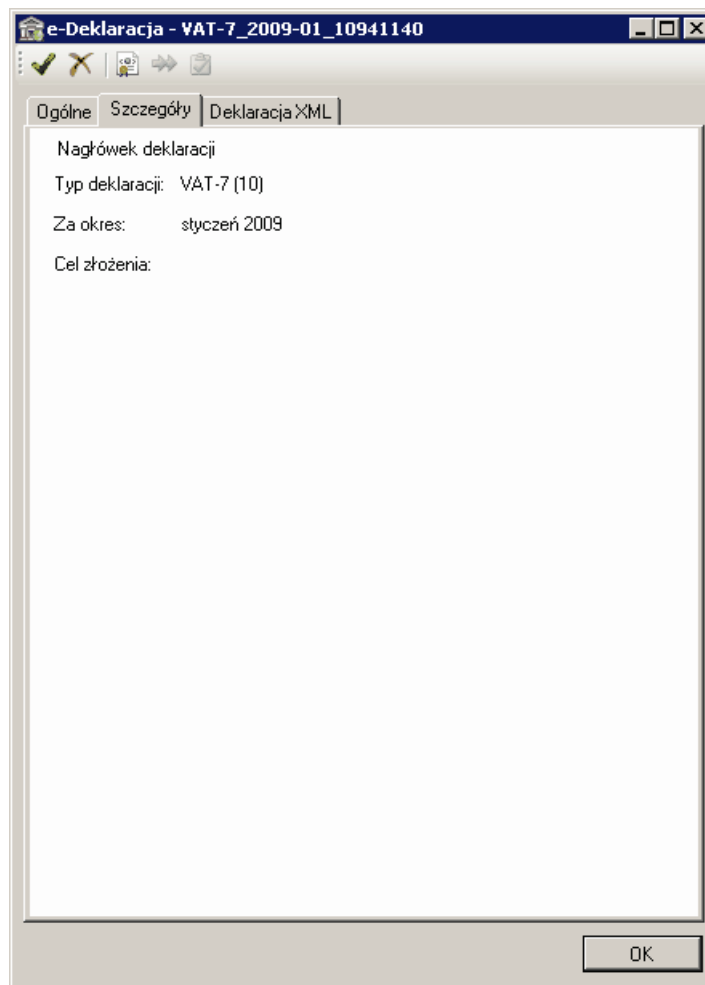 e-Deklaracja - VAT-7_2009-01_10941140
Ogólne Szczegóły Deklaracja XML
Nagłówek deklaracji
Typ deklaracji: VAT-7 (10)
Za okres: styczeń 2009
Cel złożenia:
OK